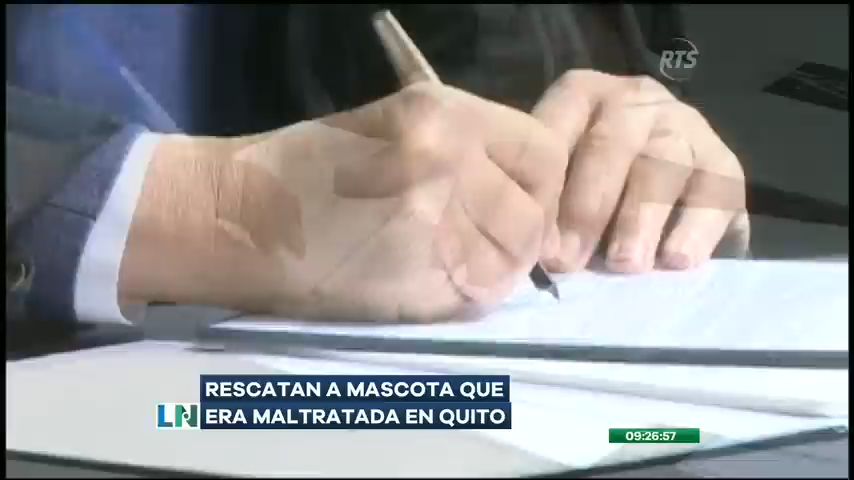 RTS
RESCATAN A MASCOTA QUE
LN
ERA MALTRATADA EN QUITO
09:26:57